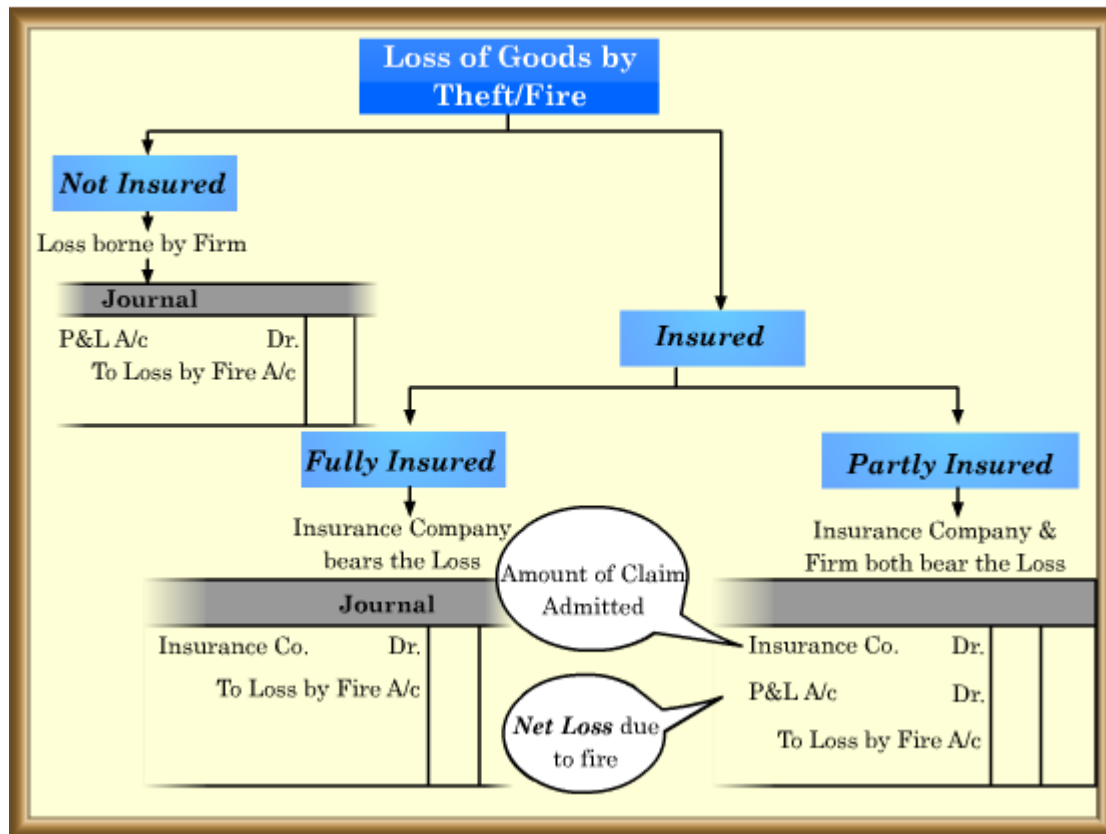 Loss of Goods by
Theft/Fire
Not Insured
Loss borne by Firm
Journal
P&L A/c Dr.
To Loss by Fire A/c
Insured
Fully Insured
Insurance Company
bears the Loss
Journal
Insurance Co. Dr.
To Loss by Fire A/c
Partly Insured
Insurance Company &
Firm both bear the Loss
Amount of Claim
Admitted
Insurance Co. Dr.
P&L A/c Dr.
To Loss by Fire A/c
Net Loss due
to fire